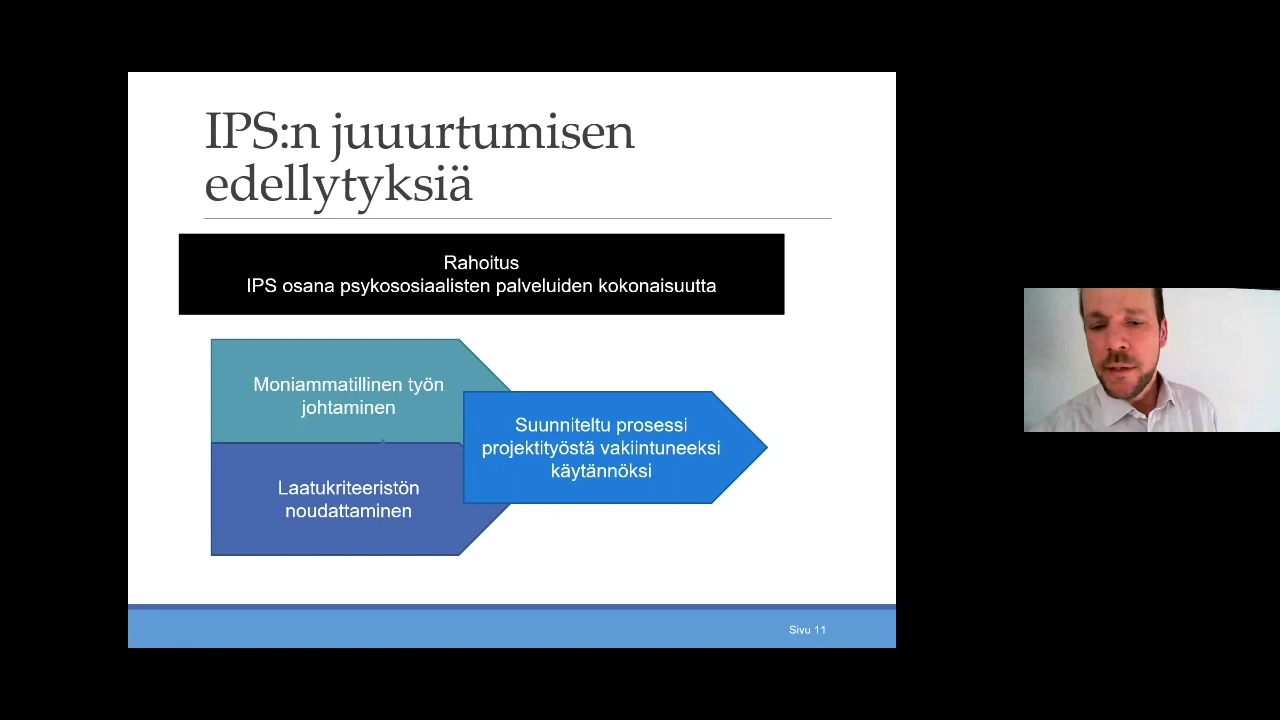 IPS:n juuurtumisen
edellytyksiä
Rahoitus
IPS osana psykososiaalisten palveluiden kokonaisuutta
Moniammatillinen työn
johtaminen
Laatukriteeristön
noudattaminen
Suunniteltu prosessi
projektityöstä vakiintuneeksi
käytännöksi
Sivu 11